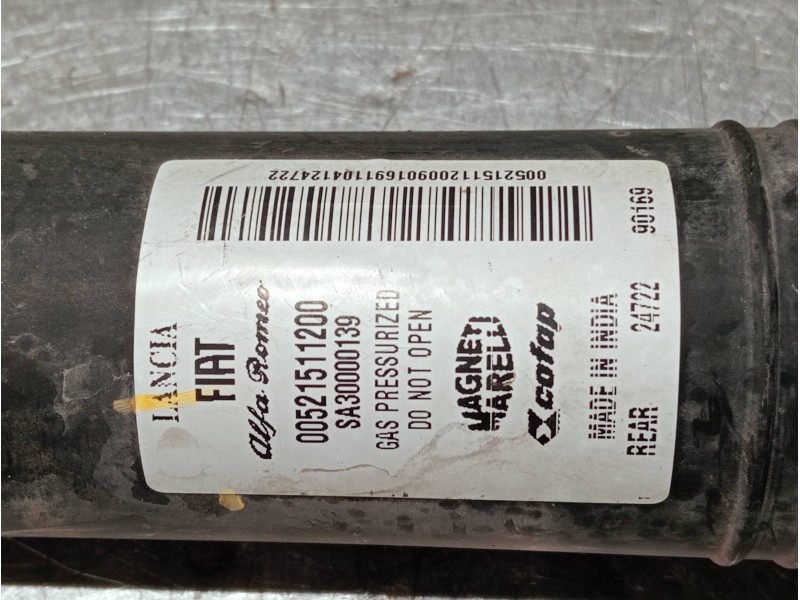 LANCIA
FIAT
Alfa Romeo
00521511200
SA30000139
GAS PRESSURIZED
DO NOT OPEN
MAGNETI
MARELLI
cofap
MADE IN INDIA
REAR 24722 90169
00521511200901691104124722